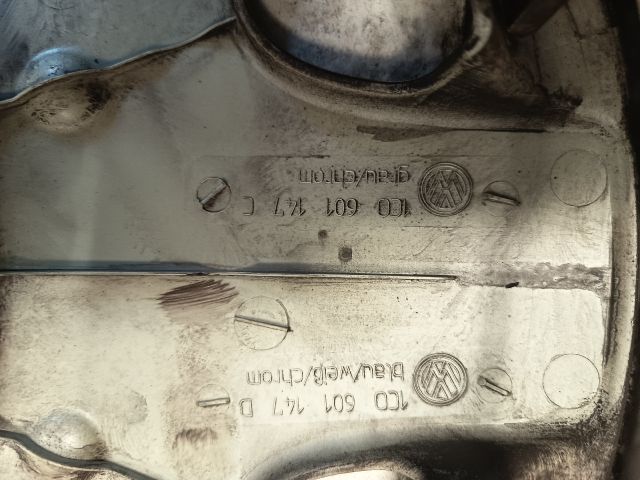 1C0 601 147 D
blau/weiß/chrom
1C0 601 147 C
grau/chrom